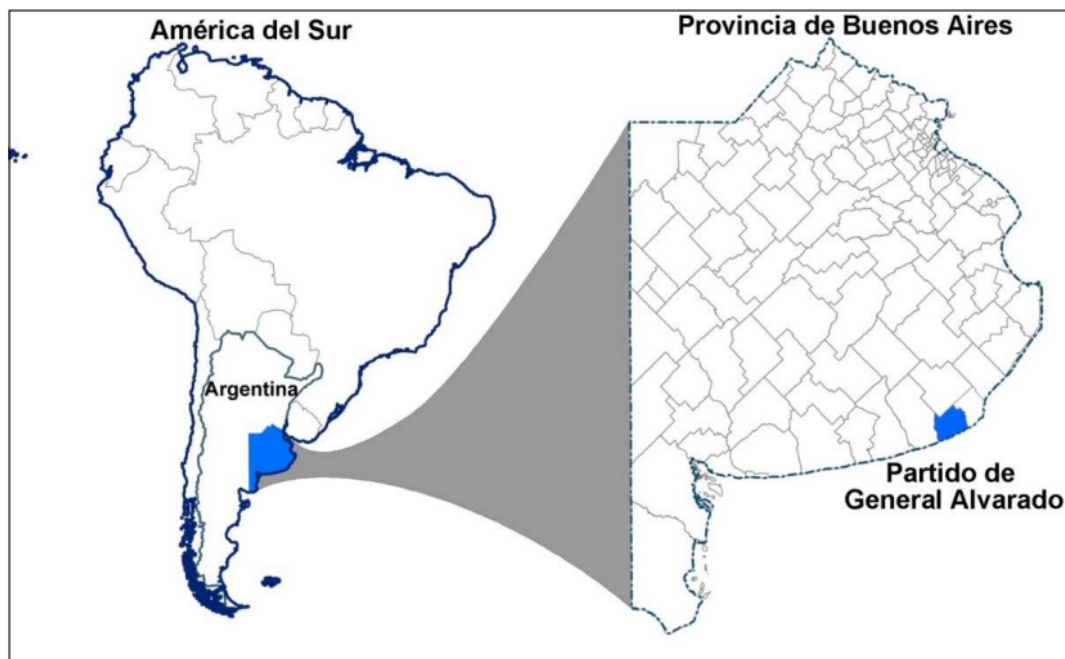 América del Sur
Provincia de Buenos Aires
Argentina
Partido de
General Alvarado